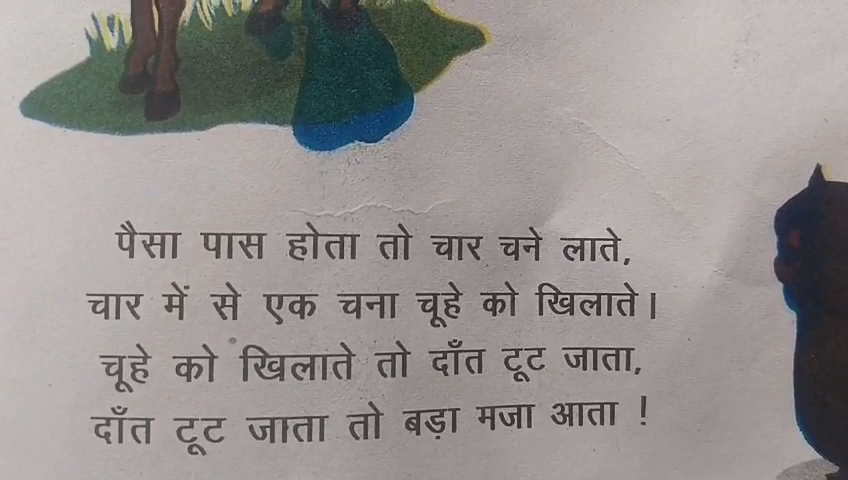 पैसा पास होता तो चार चने लाते,
चार में से एक चना चूहे को खिलाते।
चूहे को खिलाते तो दाँत टूट जाता,
दाँत टूट जाता तो बड़ा मजा आता !